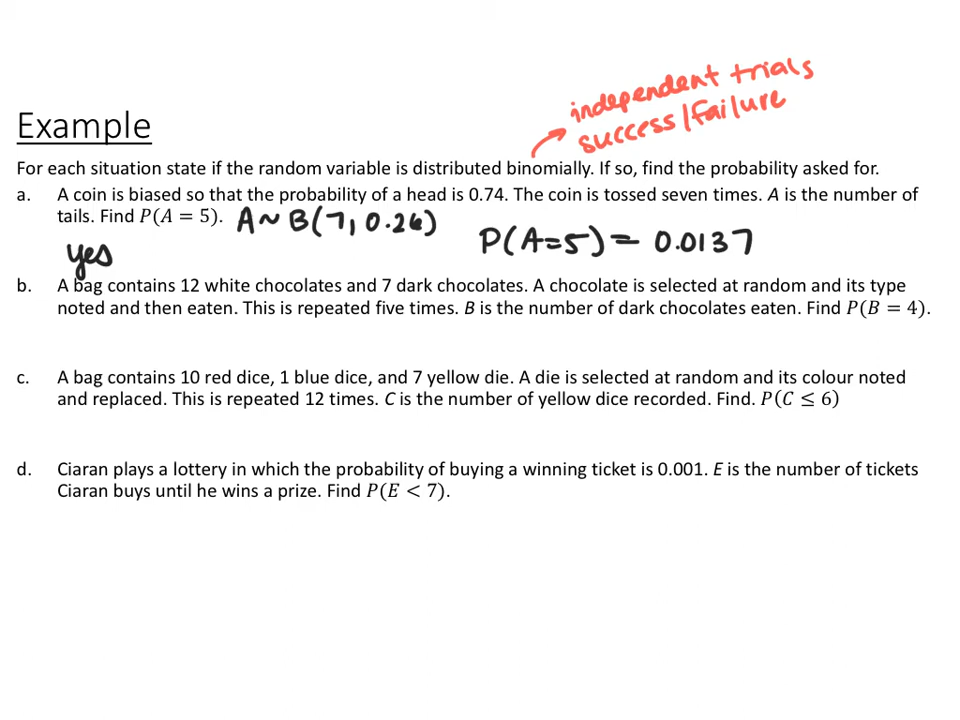 independent trials
success/failure
Example
For each situation state if the random variable is distributed binomially. If so, find the probability asked for.
a. A coin is biased so that the probability of a head is 0.74. The coin is tossed seven times. A is the number of
tails. Find P(A = 5). A~B(7, 0.26) P(A=5) = 0.0137
yes
b. A bag contains 12 white chocolates and 7 dark chocolates. A chocolate is selected at random and its type
noted and then eaten. This is repeated five times. B is the number of dark chocolates eaten. Find P(B = 4).
c. A bag contains 10 red dice, 1 blue dice, and 7 yellow die. A die is selected at random and its colour noted
and replaced. This is repeated 12 times. C is the number of yellow dice recorded. Find. P(C ≤ 6)
d. Ciaran plays a lottery in which the probability of buying a winning ticket is 0.001. E is the number of tickets
Ciaran buys until he wins a prize. Find P(E < 7).